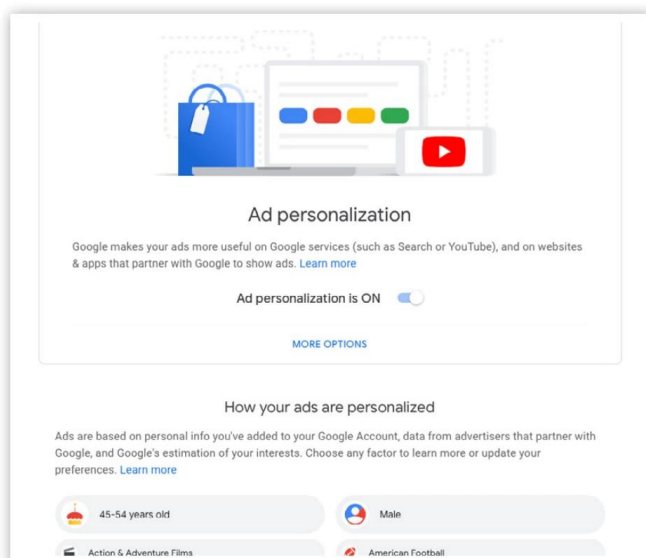 Ad personalization
Google makes your ads more useful on Google services (such as Search or YouTube), and on websites
& apps that partner with Google to show ads. Learn more
Ad personalization is ON
MORE OPTIONS
How your ads are personalized
Ads are based on personal info you've added to your Google Account, data from advertisers that partner with
Google, and Google's estimation of your interests. Choose any factor to learn more or update your
preferences. Learn more
45-54 years old
Male
Action & Adventure Films
American Football